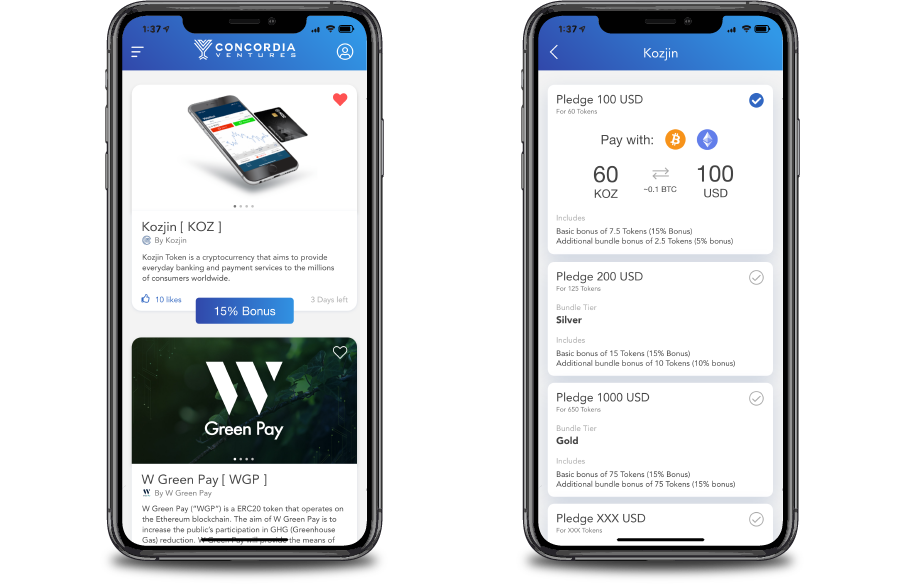 1:37
CONCORDIA
VENTURES
Kozjin [ KOZ ]
By Kozjin
Kozjin Token is a cryptocurrency that aims to provide
everyday banking and payment services to the millions
of consumers worldwide.
10 likes
3 Days left
15% Bonus
W
Green Pay
W Green Pay [ WGP ]
By W Green Pay
W Green Pay (“WGP”) is a ERC20 token that operates on
the Ethereum blockchain. The aim of W Green Pay is to
increase the public’s participation in GHG (Greenhouse
Gas) reduction. W Green Pay will provide the means of
1:37
Kozjin
Pledge 100 USD
For 60 Tokens
Pay with:
60
KOZ
~0.1 BTC
100
USD
Includes
Basic bonus of 7.5 Tokens (15% Bonus)
Additional bundle bonus of 2.5 Tokens (5% bonus)
Pledge 200 USD
For 125 Tokens
Bundle Tier
Silver
Includes
Basic bonus of 15 Tokens (15% Bonus)
Additional bundle bonus of 10 Tokens (10% bonus)
Pledge 1000 USD
For 650 Tokens
Bundle Tier
Gold
Includes
Basic bonus of 75 Tokens (15% Bonus)
Additional bundle bonus of 75 Tokens (15% bonus)
Pledge XXX USD
For XXX Tokens